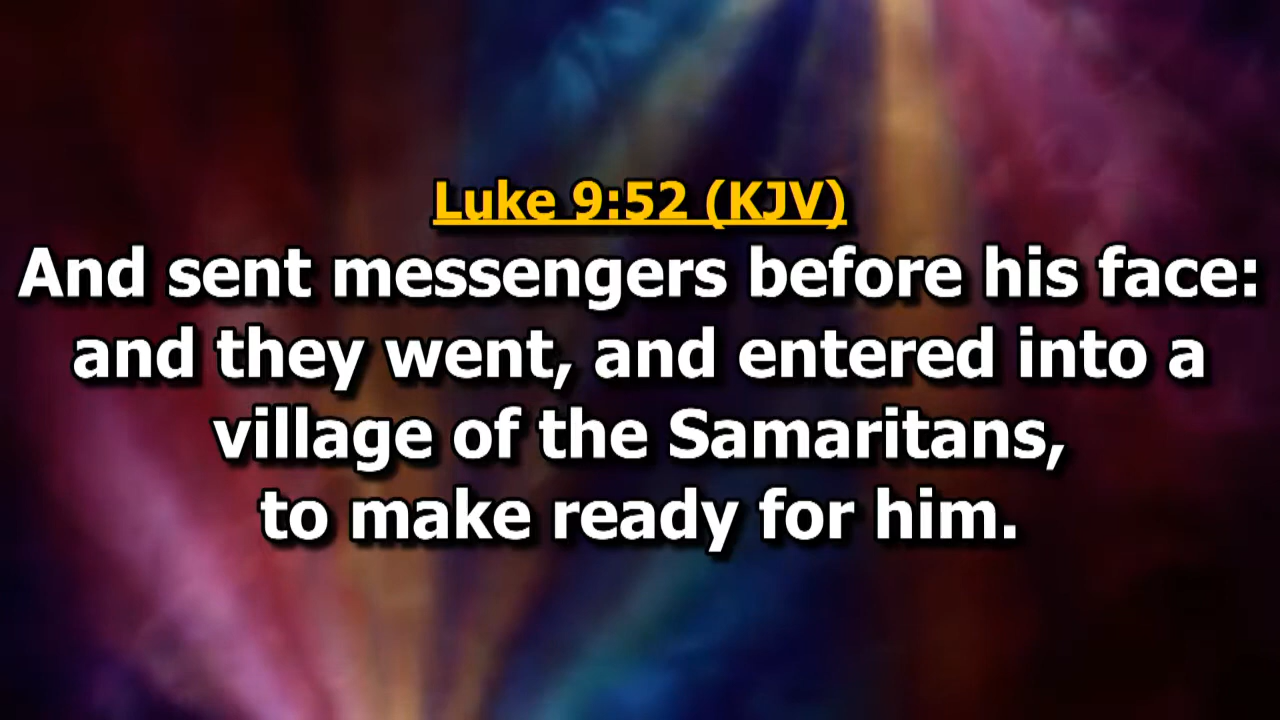 Luke 9:52 (KJV)
And sent messengers before his face:
and they went, and entered into a
village of the Samaritans,
to make ready for him.